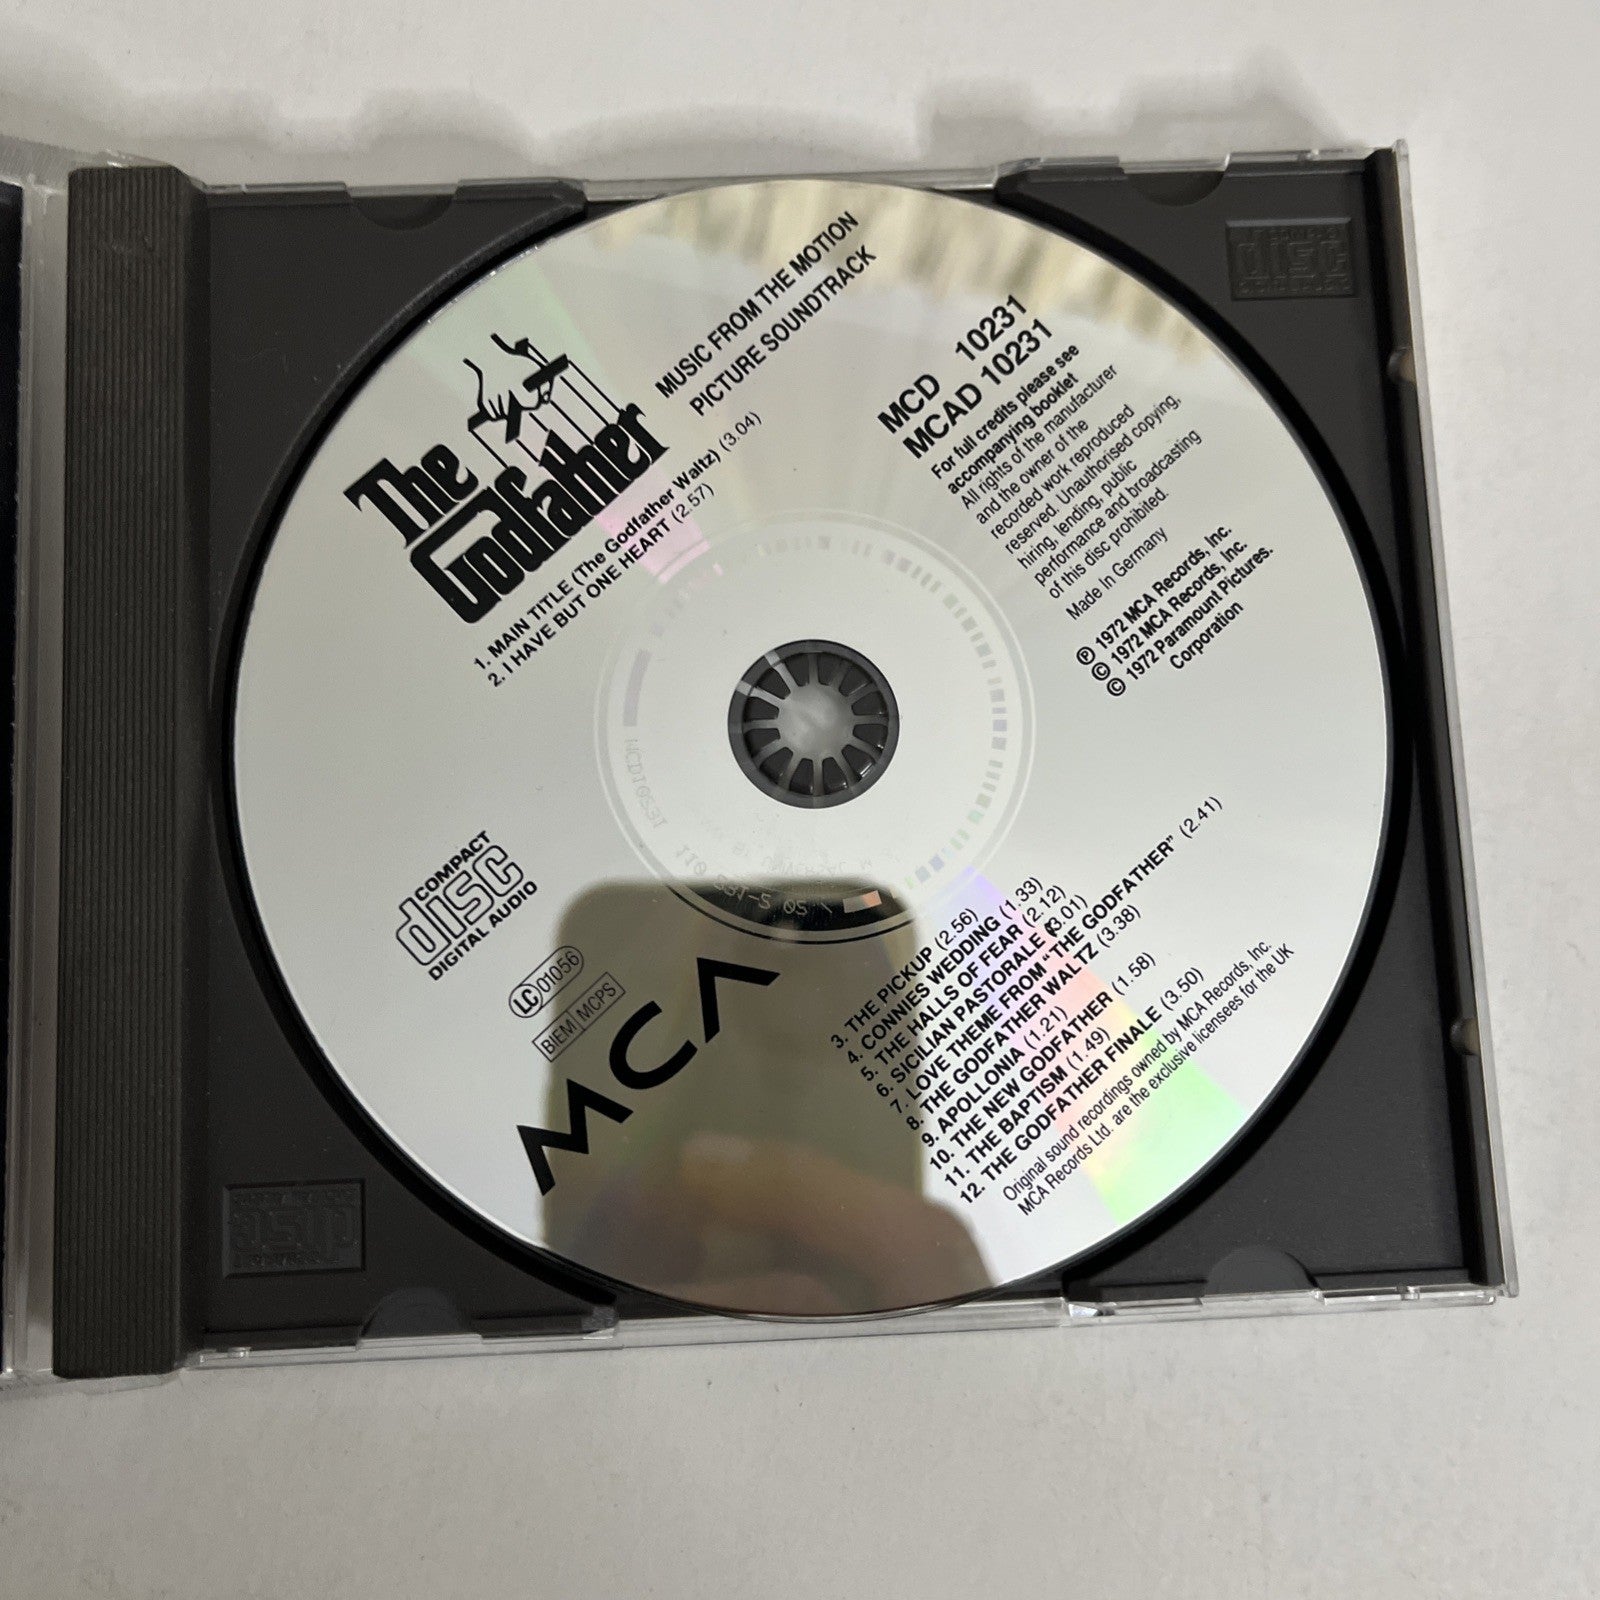 The
Godfather
MUSIC FROM THE MOTION
PICTURE SOUNDTRACK
1. MAIN TITLE (The Godfather Waltz) (3.04)
2. I HAVE BUT ONE HEART (2.57)
MCD 10231
MCAD 10231
For full credits please see
accompanying booklet
All rights of the manufacturer
and the owner of the
recorded work reproduced
reserved. Unauthorised copying,
hiring, lending, public
performance and broadcasting
of this disc prohibited.
Made In Germany
℗ 1972 MCA Records, Inc.
© 1972 MCA Records, Inc.
© 1972 Paramount Pictures.
Corporation
COMPACT
disc
DIGITAL AUDIO
LC 01056
BIEM MCPS
MCA
3. THE PICKUP (2.56)
4. CONNIES WEDDING (1.33)
5. THE HALLS OF FEAR (2.12)
6. SICILIAN PASTORALE (3.01)
7. LOVE THEME FROM "THE GODFATHER" (2.41)
8. THE GODFATHER WALTZ (3.38)
9. APOLLONIA (1.21)
10. THE NEW GODFATHER (1.58)
11. THE BAPTISM (1.49)
12. THE GODFATHER FINALE (3.50)
Original sound recordings owned by MCA Records, Inc.
MCA Records Ltd. are the exclusive licensees for the UK
disc
disc